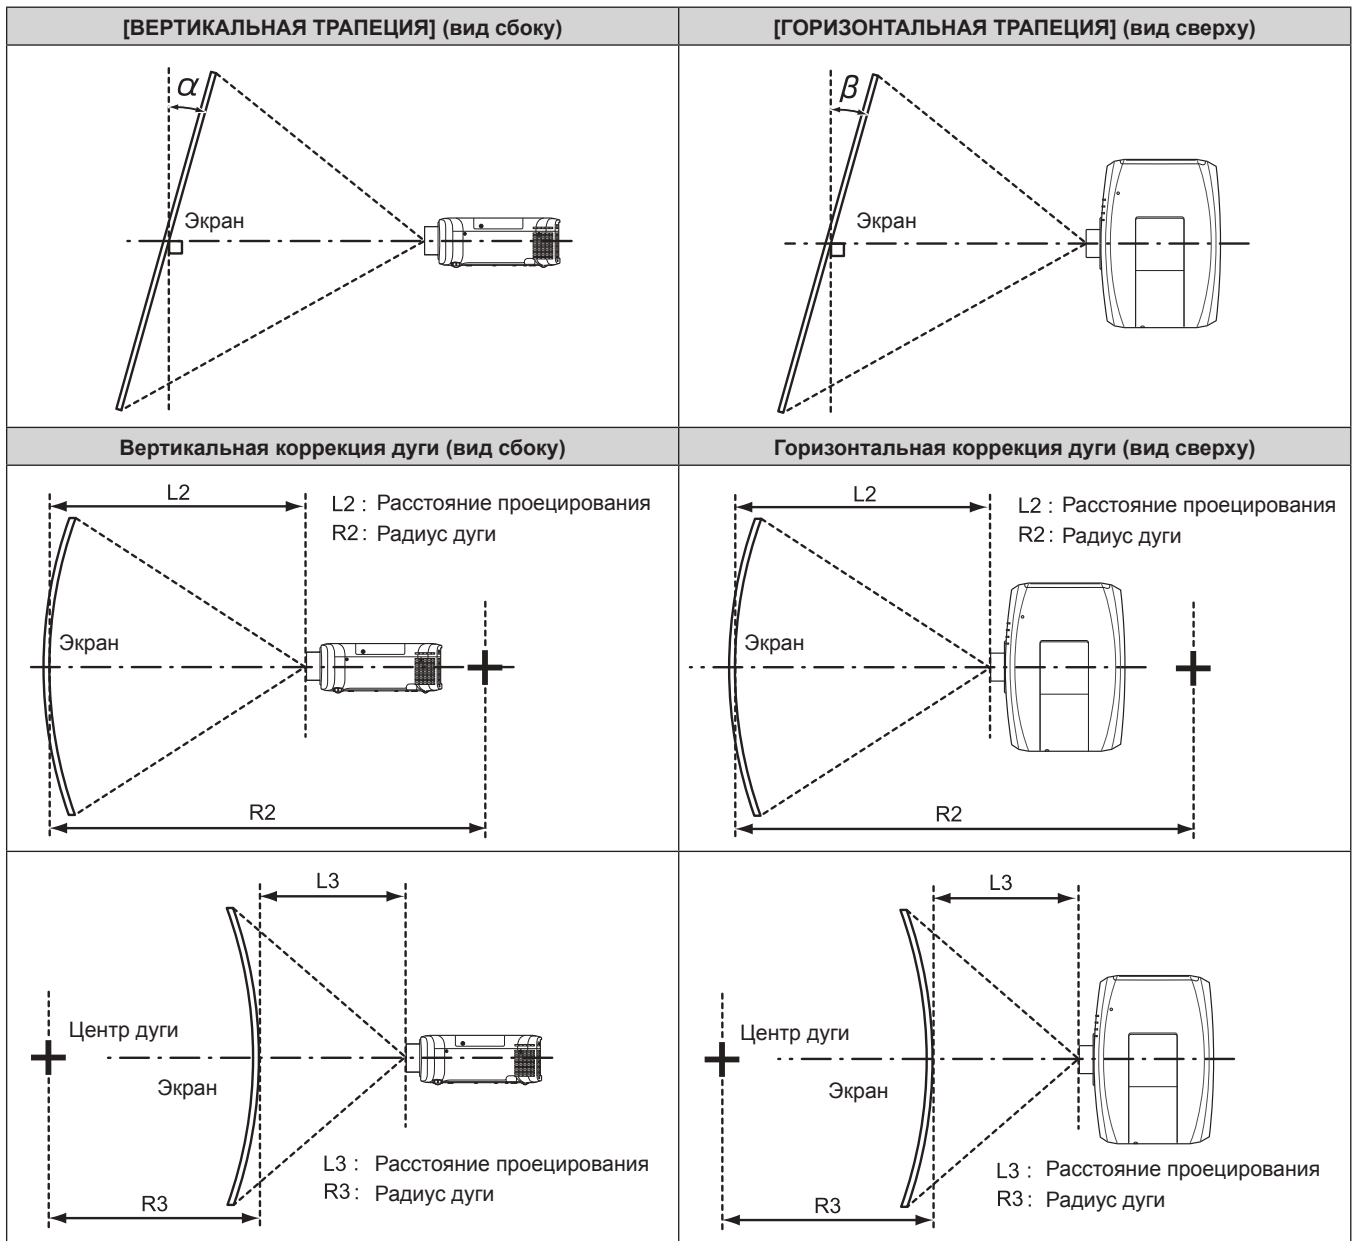 [ВЕРТИКАЛЬНАЯ ТРАПЕЦИЯ] (вид сбоку)
[ГОРИЗОНТАЛЬНАЯ ТРАПЕЦИЯ] (вид сверху)
α
Экран
β
Экран
Вертикальная коррекция дуги (вид сбоку)
Горизонтальная коррекция дуги (вид сверху)
L2
L2 : Расстояние проецирования
R2 : Радиус дуги
Экран
R2
L2
L2 : Расстояние проецирования
R2 : Радиус дуги
Экран
R2
L3
Центр дуги
Экран
L3 : Расстояние проецирования
R3 : Радиус дуги
R3
L3
Центр дуги
Экран
L3 : Расстояние проецирования
R3 : Радиус дуги
R3